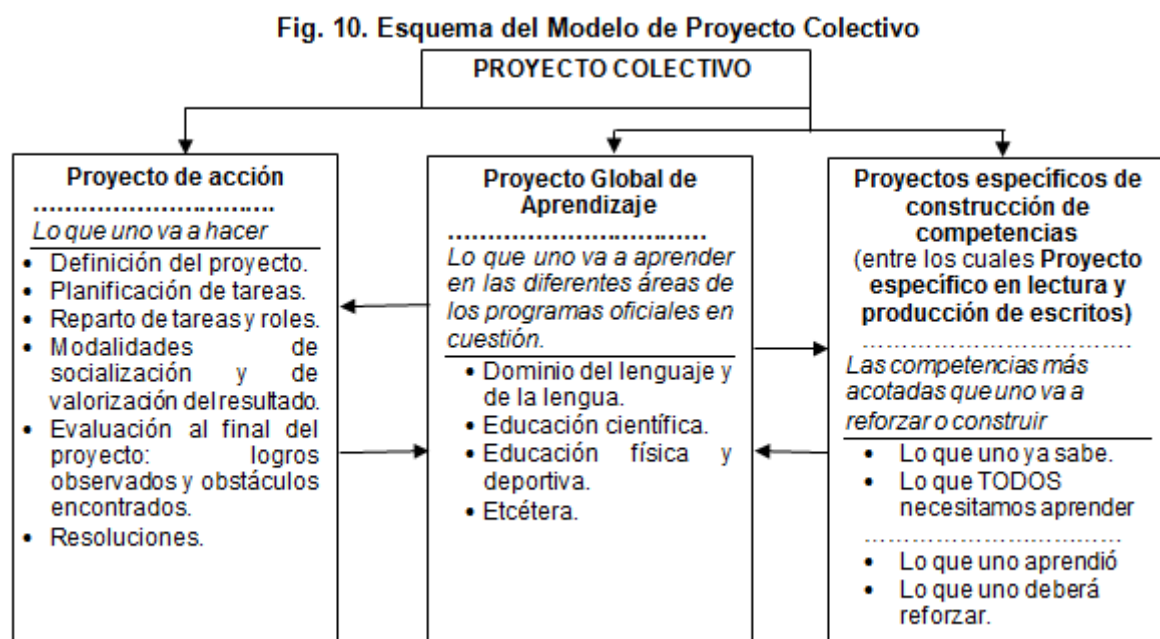 Fig. 10. Esquema del Modelo de Proyecto Colectivo
PROYECTO COLECTIVO
Proyecto de acción
................................
Lo que uno va a hacer
• Definición del proyecto.
• Planificación de tareas.
• Reparto de tareas y roles.
• Modalidades de
socialización y de
valorización del resultado.
• Evaluación al final del
proyecto: logros
observados y obstáculos
encontrados.
• Resoluciones.
Proyecto Global de
Aprendizaje
..................................
Lo que uno va a aprender
en las diferentes áreas de
los programas oficiales en
cuestión.
• Dominio del lenguaje y
de la lengua.
• Educación científica.
• Educación física y
deportiva.
• Etcétera.
Proyectos específicos de
construcción de
competencias
(entre los cuales Proyecto
específico en lectura y
producción de escritos)
..................................
Las competencias más
acotadas que uno va a
reforzar o construir
• Lo que uno ya sabe.
• Lo que TODOS
necesitamos aprender
..................................
• Lo que uno aprendió
• Lo que uno deberá
reforzar.